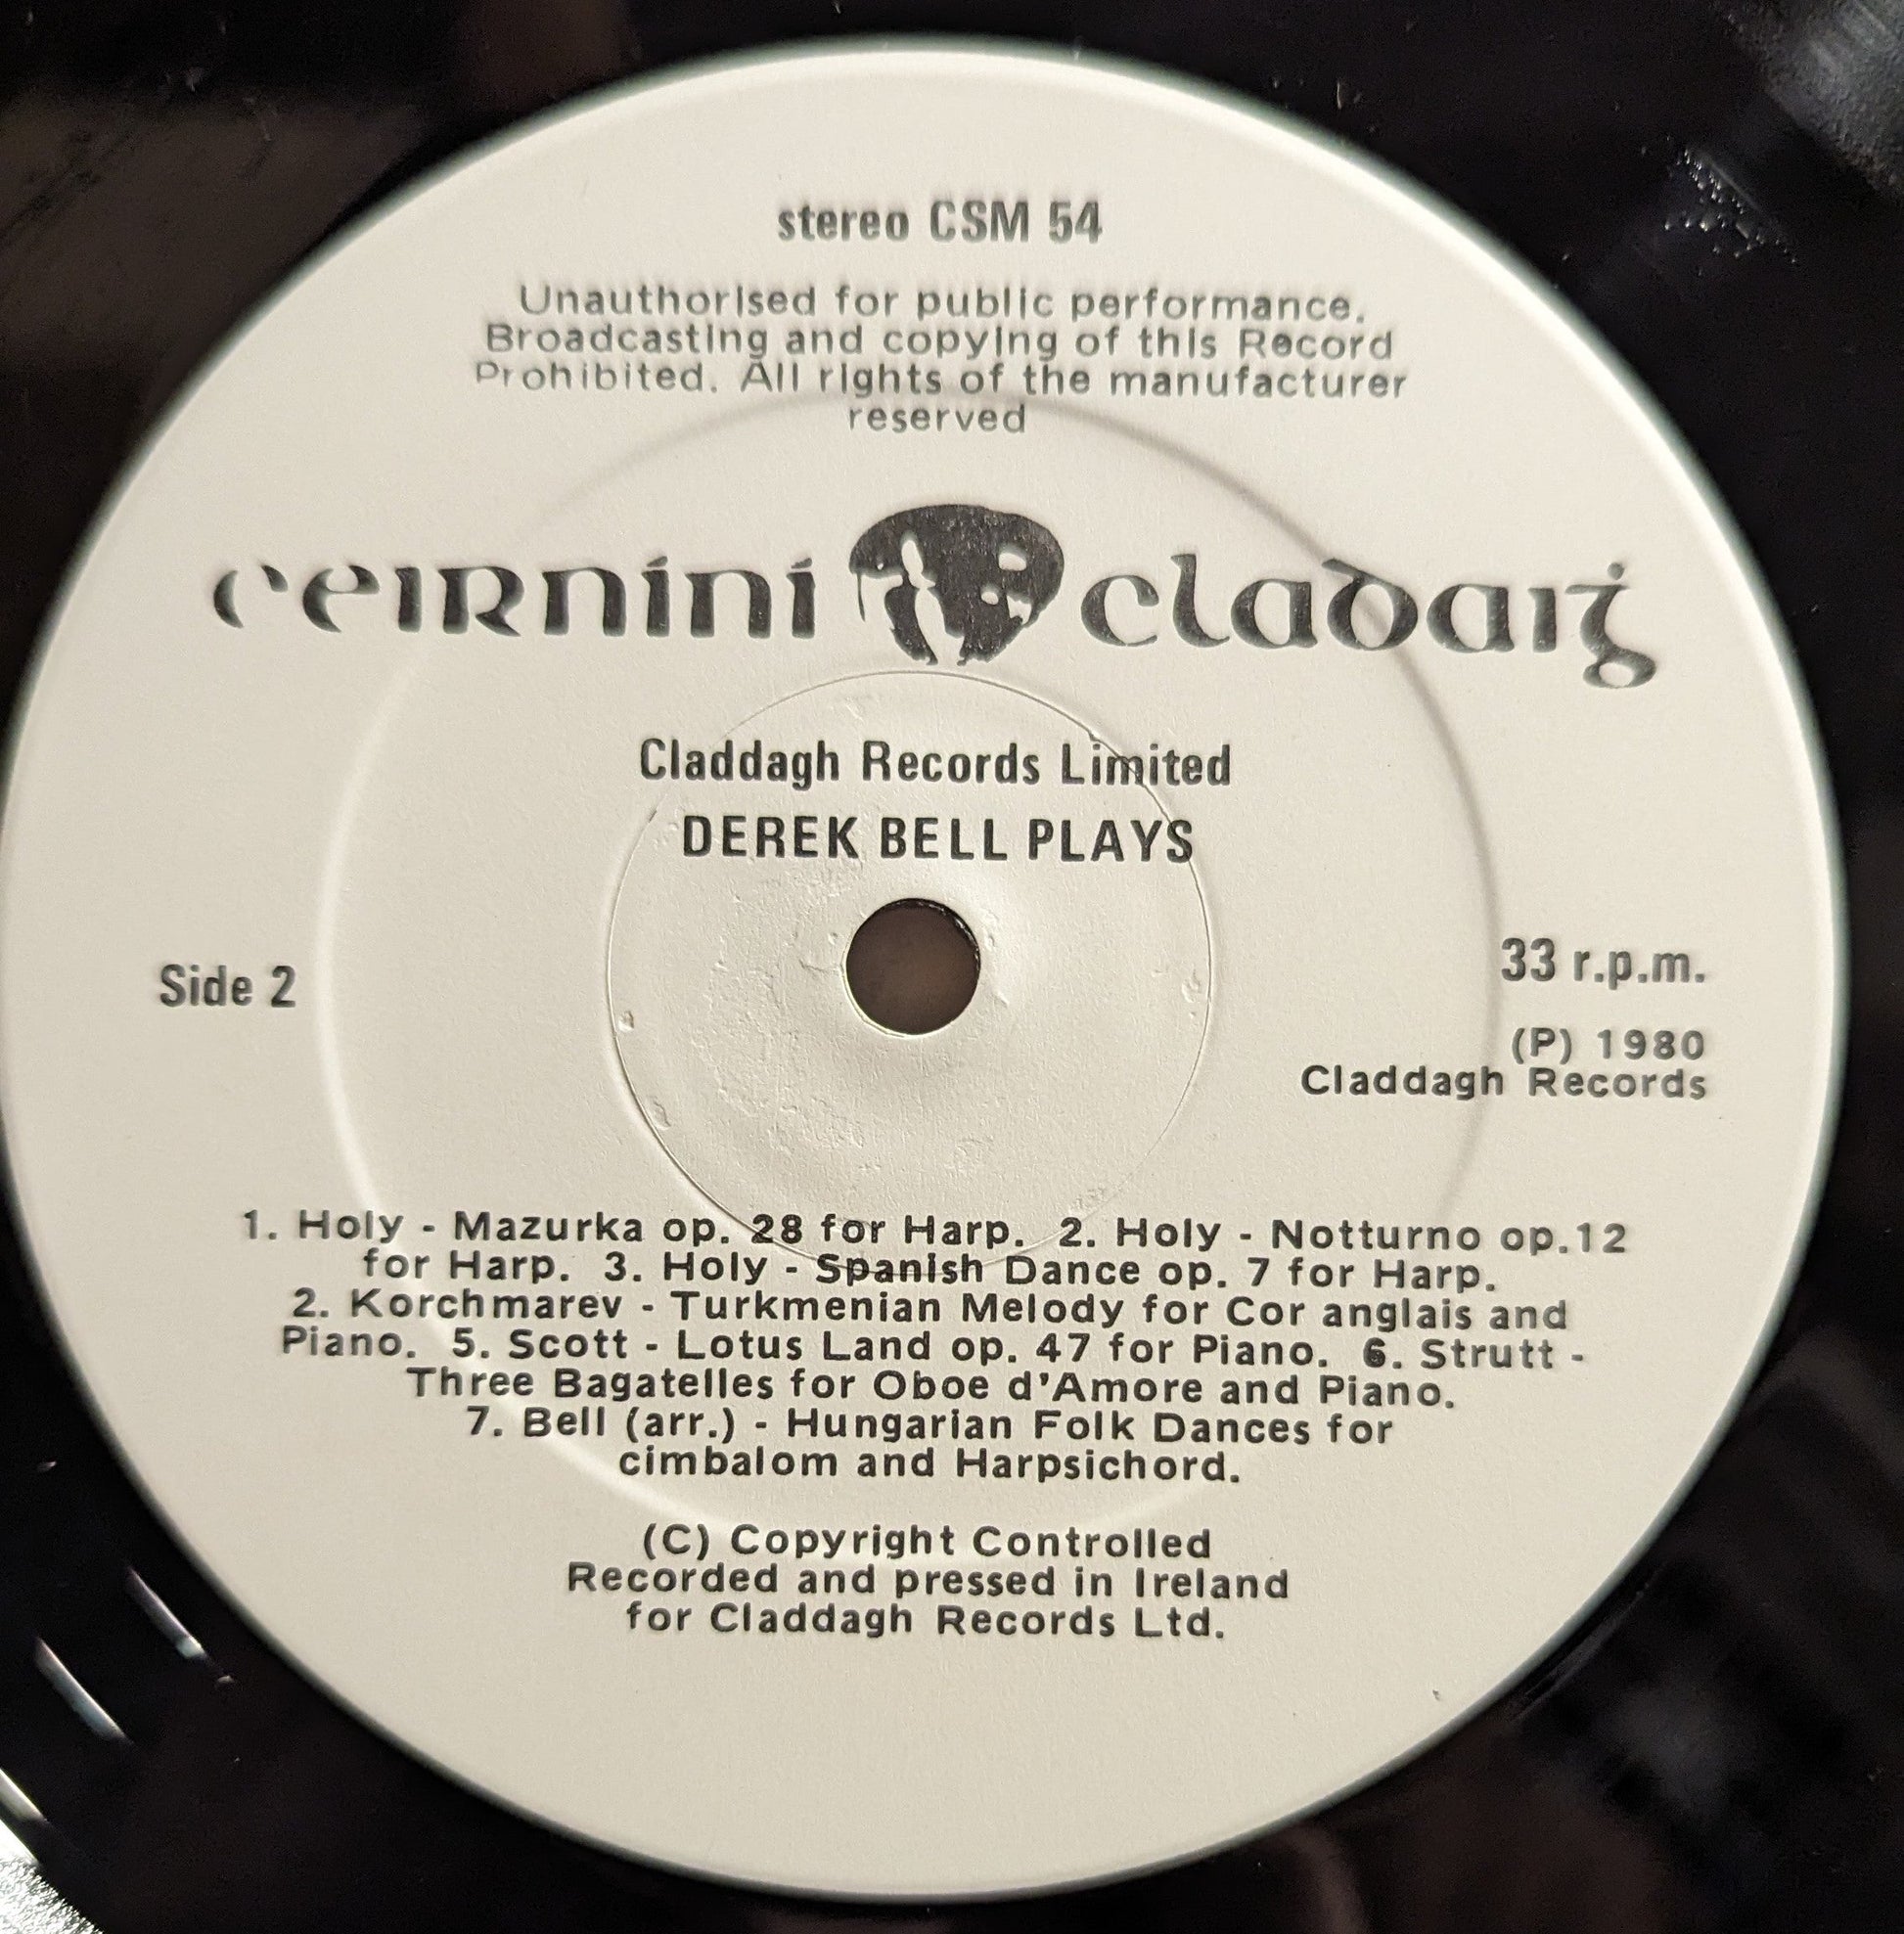 stereo CSM 54
Unauthorised for public performance.
Broadcasting and copying of this Record
Prohibited. All rights of the manufacturer
reserved
ceirníní cladaiġ
Claddagh Records Limited
DEREK BELL PLAYS
Side 2
33 r.p.m.
(P) 1980
Claddagh Records
1. Holy - Mazurka op. 28 for Harp. 2. Holy - Notturno op.12
for Harp. 3. Holy - Spanish Dance op. 7 for Harp.
2. Korchmarev - Turkmenian Melody for Cor anglais and
Piano. 5. Scott - Lotus Land op. 47 for Piano. 6. Strutt -
Three Bagatelles for Oboe d'Amore and Piano.
7. Bell (arr.) - Hungarian Folk Dances for
cimbalom and Harpsichord.
(C) Copyright Controlled
Recorded and pressed in Ireland
for Claddagh Records Ltd.